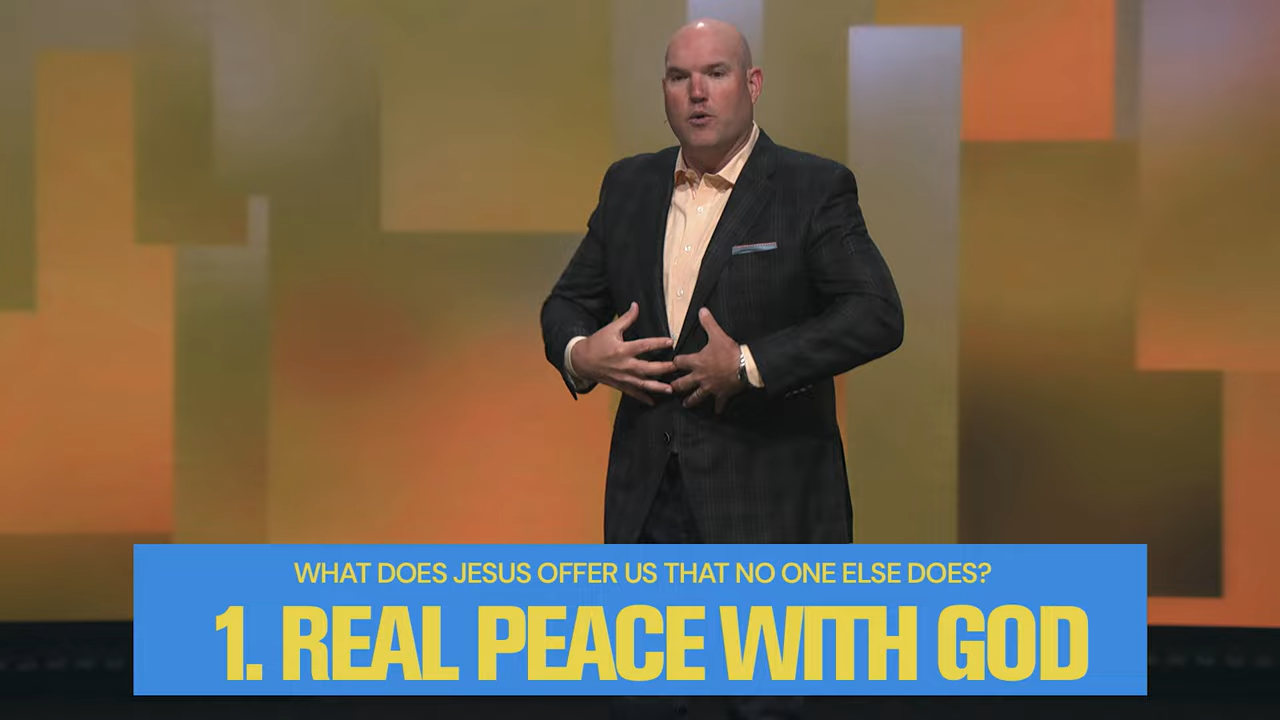 WHAT DOES JESUS OFFER US THAT NO ONE ELSE DOES?
1. REAL PEACE WITH GOD